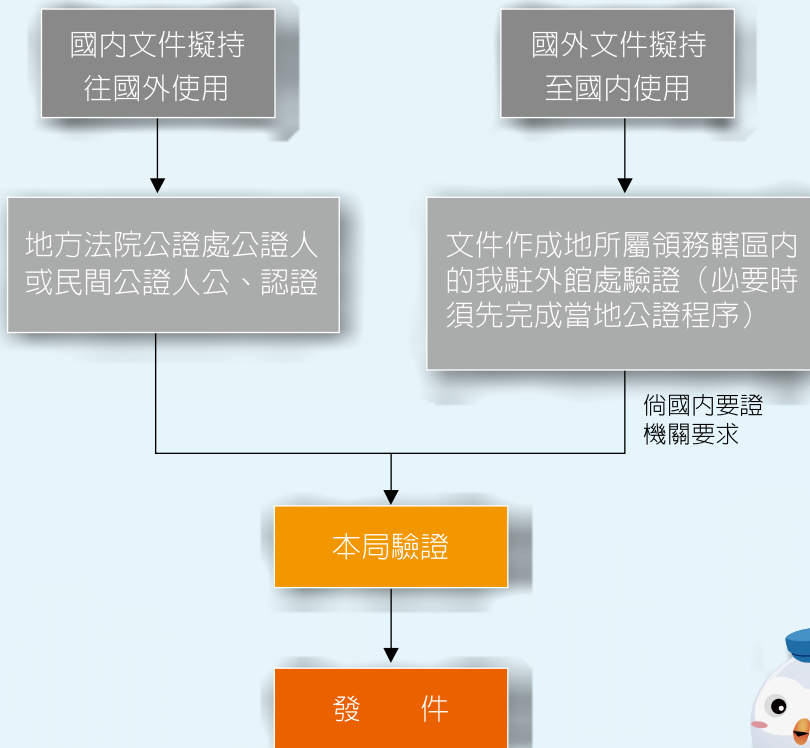 國內文件擬持
往國外使用
國外文件擬持
至國內使用
地方法院公證處公證人
或民間公證人公、認證
文件作成地所屬領務轄區內
的我駐外館處驗證（必要時
須先完成當地公證程序）
倘國內要證
機關要求
本局驗證
發　件